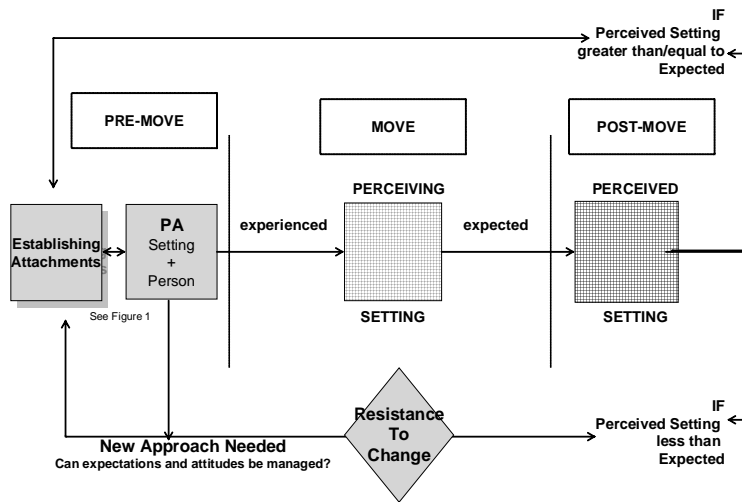 IF
Perceived Setting
greater than/equal to
Expected
PRE-MOVE
MOVE
POST-MOVE
PERCEIVING
PERCEIVED
Establishing
Attachments
PA
Setting
+
Person
experienced
expected
See Figure 1
SETTING
SETTING
Resistance
To
Change
New Approach Needed
Can expectations and attitudes be managed?
IF
Perceived Setting
less than
Expected